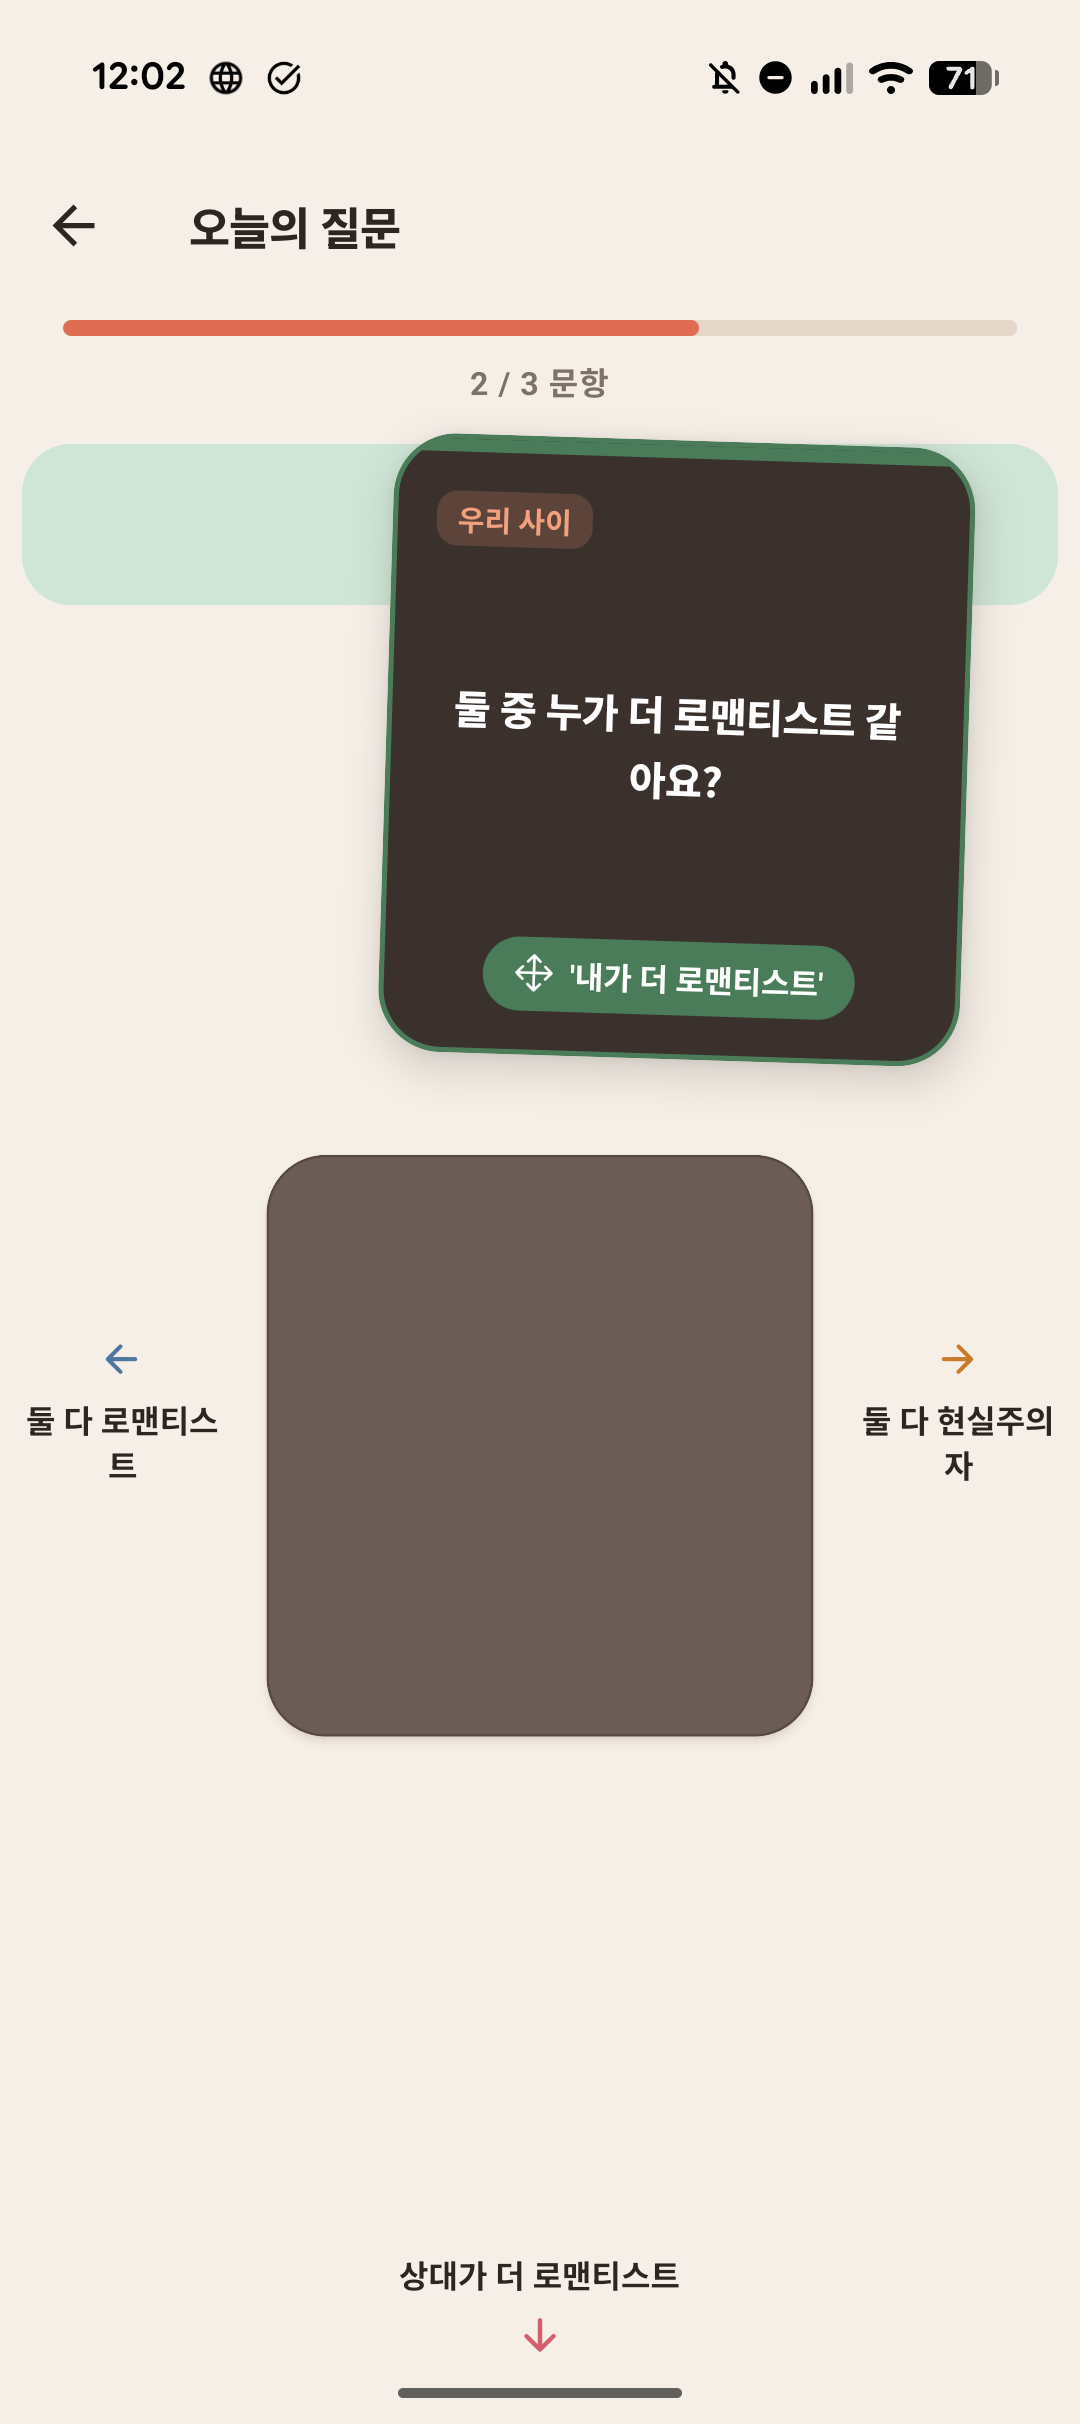 12:02
71
오늘의 질문
2 / 3 문항
우리 사이
둘 중 누가 더 로맨티스트 같
아요?
'내가 더 로맨티스트'
둘 다 로맨티스
트
둘 다 현실주의
자
상대가 더 로맨티스트